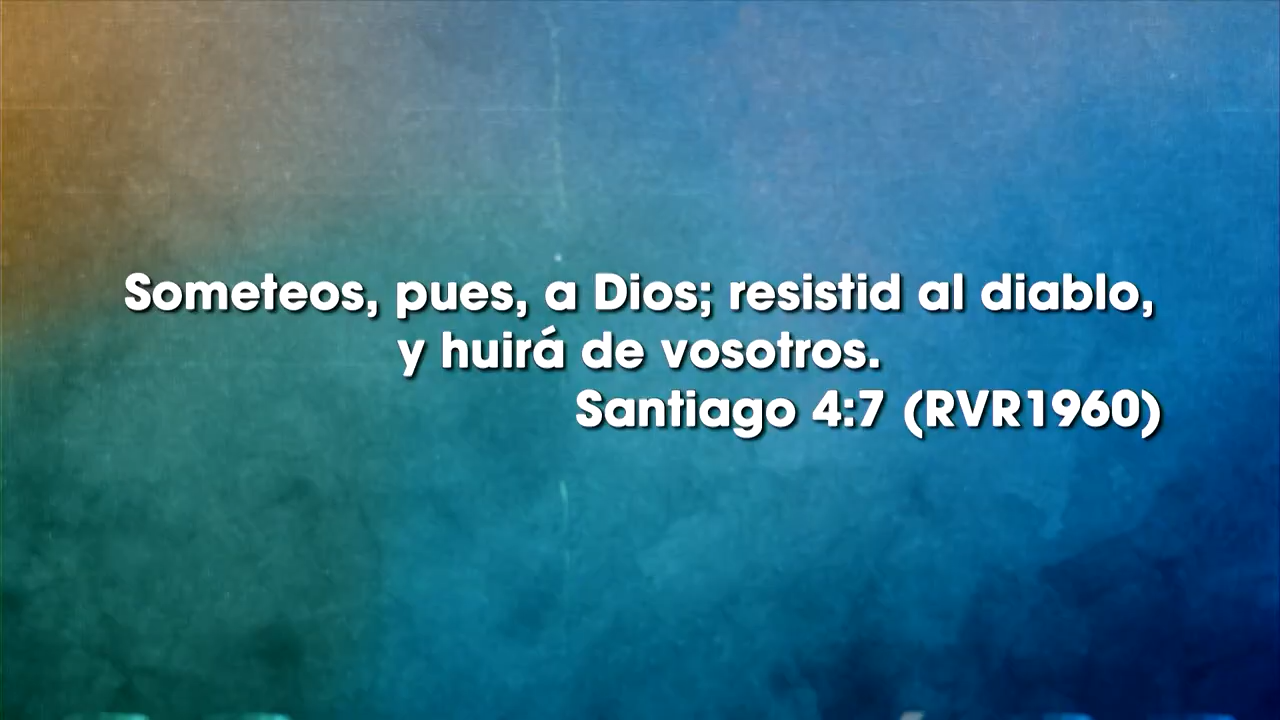 Someteos, pues, a Dios; resistid al diablo,
y huirá de vosotros.
Santiago 4:7 (RVR1960)